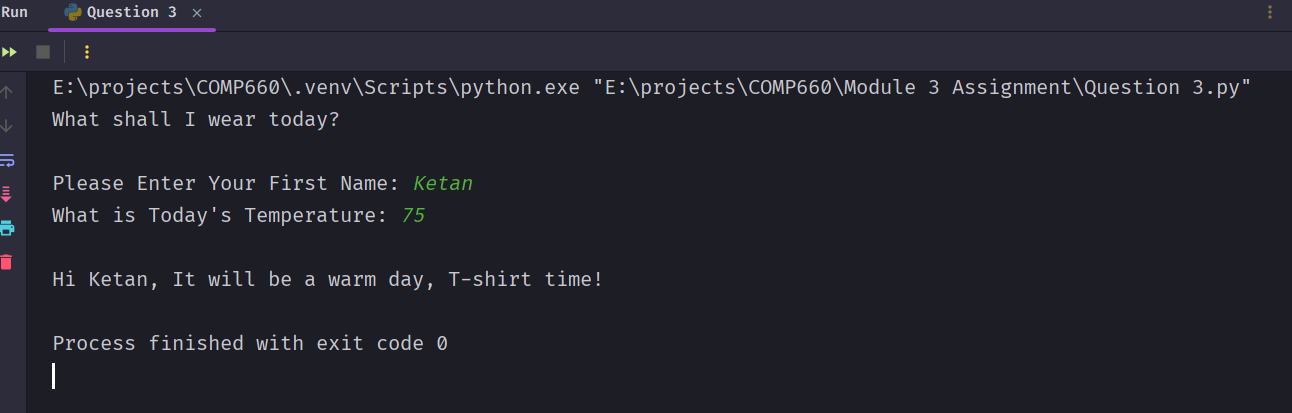 Run
Question 3
E:\projects\COMP660\.venv\Scripts\python.exe "E:\projects\COMP660\Module 3 Assignment\Question 3.py"
What shall I wear today?
Please Enter Your First Name: Ketan
What is Today's Temperature: 75
Hi Ketan, It will be a warm day, T-shirt time!
Process finished with exit code 0